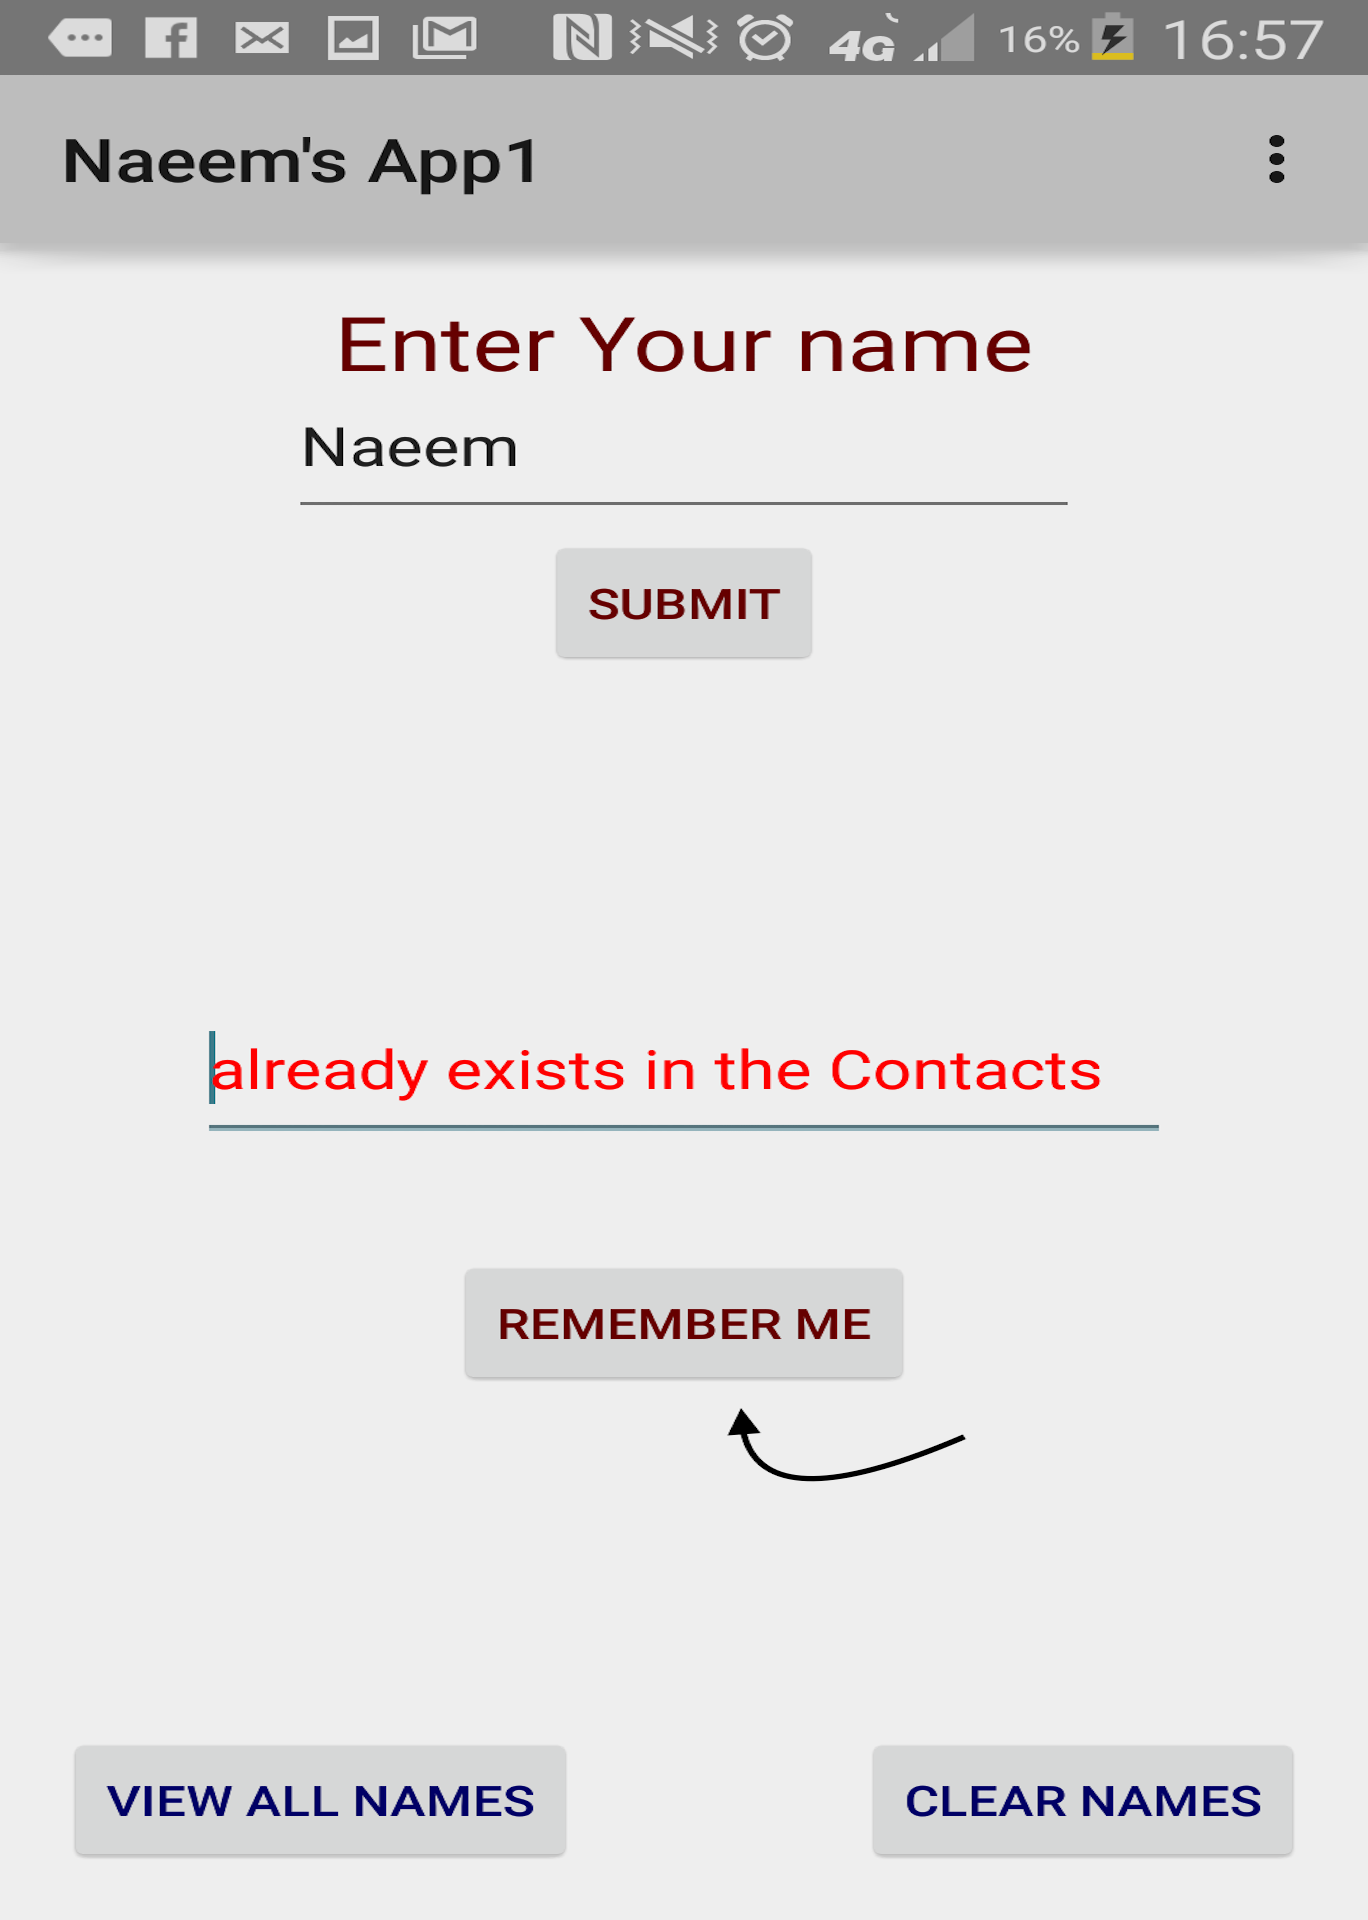 4G 16% 16:57
Naeem's App1
Enter Your name
Naeem
SUBMIT
already exists in the Contacts
REMEMBER ME
VIEW ALL NAMES
CLEAR NAMES